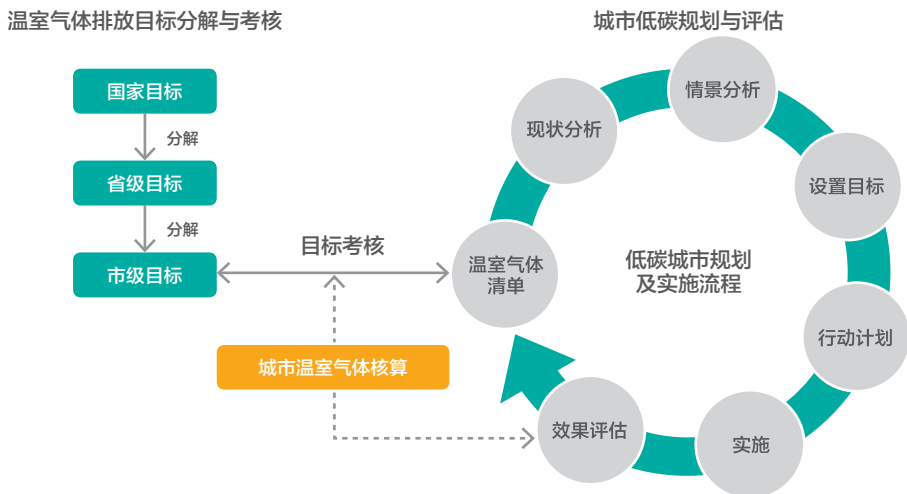 温室气体排放目标分解与考核
国家目标
分解
省级目标
分解
市级目标
目标考核
城市温室气体核算
城市低碳规划与评估
情景分析
现状分析
设置目标
温室气体
清单
低碳城市规划
及实施流程
行动计划
效果评估
实施